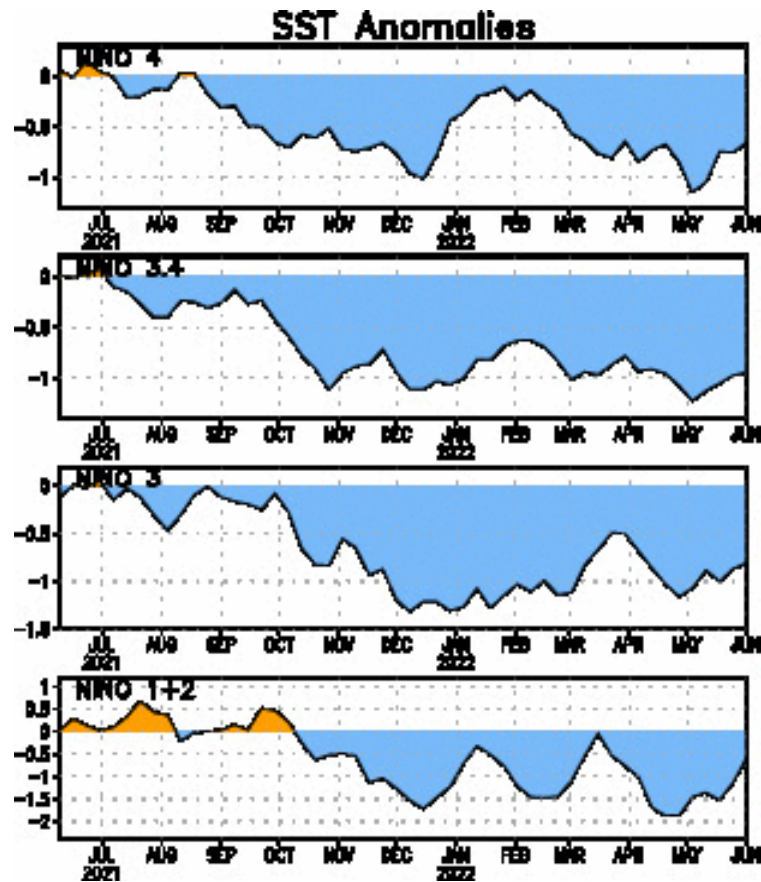 SST Anomalies
NINO 4
0
-0.5
-1
JUL AUG SEP OCT NOV DEC JAN FEB MAR APR MAY JUN
2021 2022
NINO 3.4
0
-0.5
-1
JUL AUG SEP OCT NOV DEC JAN FEB MAR APR MAY JUN
2021 2022
NINO 3
0
-0.5
-1
-1.5
JUL AUG SEP OCT NOV DEC JAN FEB MAR APR MAY JUN
2021 2022
NINO 1+2
1
0.5
0
-0.5
-1
-1.5
-2
JUL AUG SEP OCT NOV DEC JAN FEB MAR APR MAY JUN
2021 2022